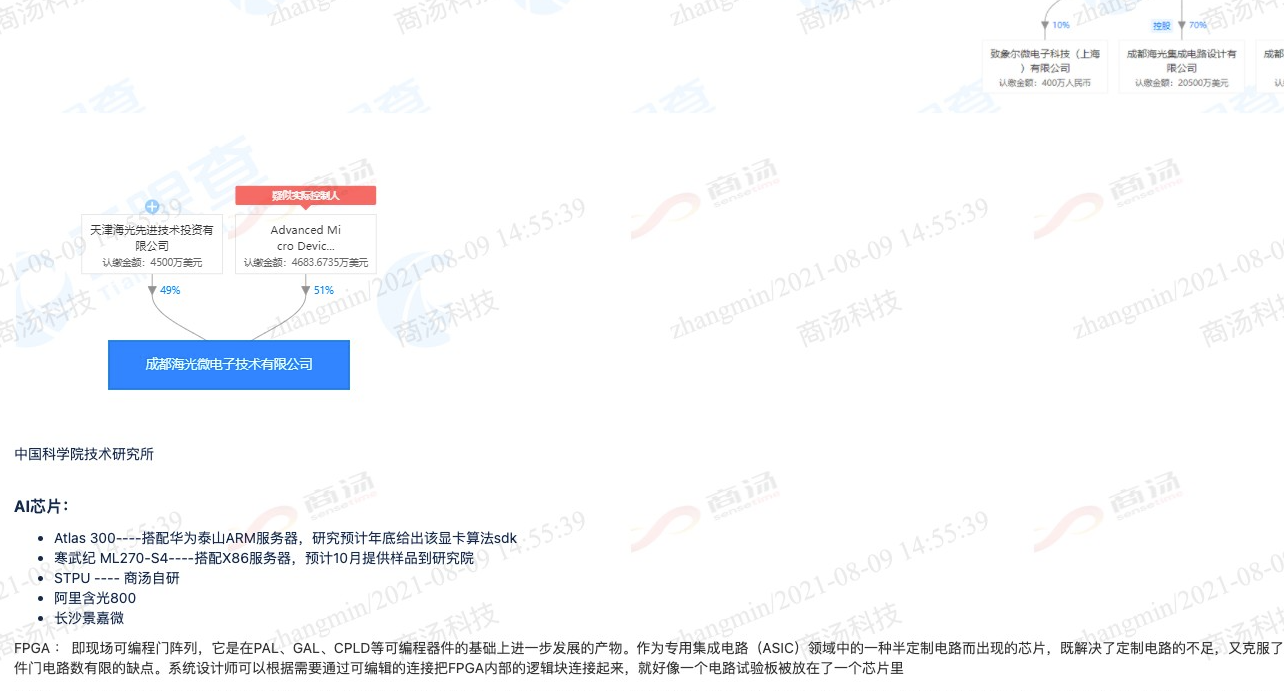 10%
控股 70%
致象尔微电子科技（上海
）有限公司
认缴金额：400万人民币
成都海光集成电路设计有
限公司
认缴金额：20500万美元
成都
认
疑似实际控制人
天津海光先进技术投资有
限公司
认缴金额：4500万美元
Advanced Mi
cro Devic...
认缴金额：4683.6735万美元
49%
51%
成都海光微电子技术有限公司
中国科学院技术研究所
AI芯片：
Atlas 300----搭配华为泰山ARM服务器，研究预计年底给出该显卡算法sdk
寒武纪 ML270-S4----搭配X86服务器，预计10月提供样品到研究院
STPU ---- 商汤自研
阿里含光800
长沙景嘉微
FPGA ： 即现场可编程门阵列，它是在PAL、GAL、CPLD等可编程器件的基础上进一步发展的产物。作为专用集成电路（ASIC）领域中的一种半定制电路而出现的芯片，既解决了定制电路的不足，又克服了
件门电路数有限的缺点。系统设计师可以根据需要通过可编辑的连接把FPGA内部的逻辑块连接起来，就好像一个电路试验板被放在了一个芯片里
商汤
sensetime
zhangmin/2021-08-09 14:55:39
商汤科技